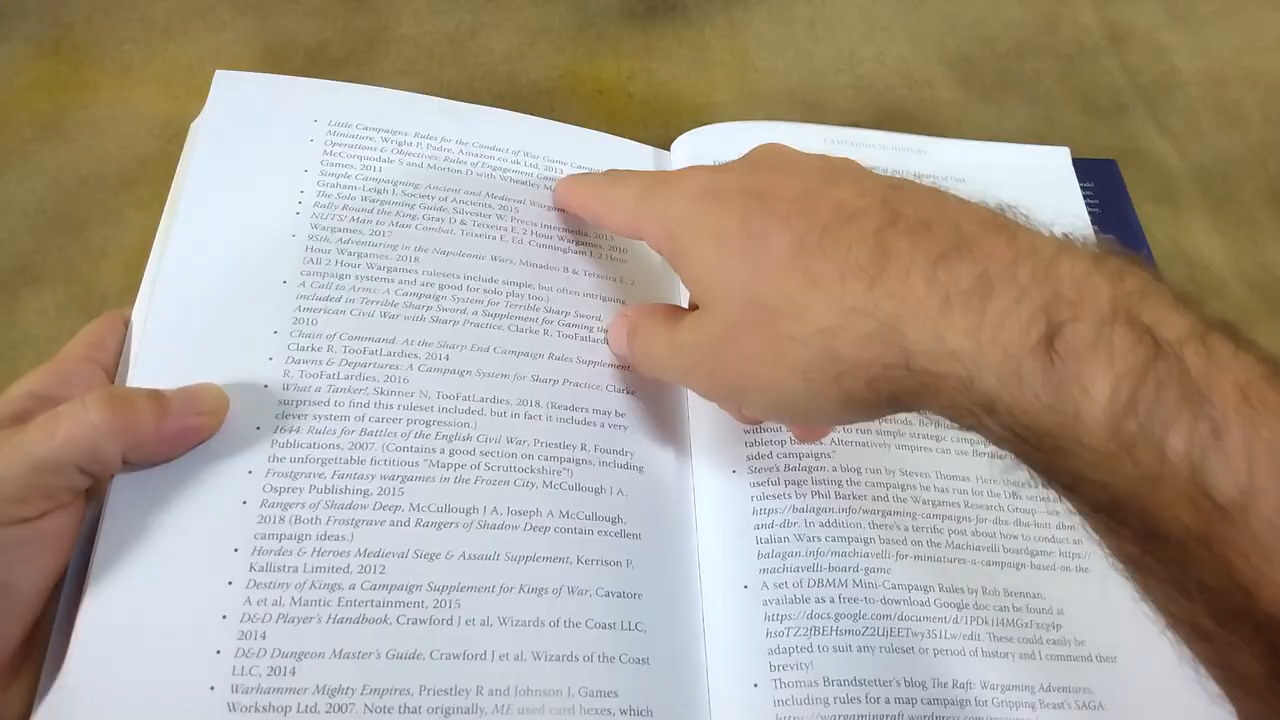 • Little Campaigns: Rules for the Conduct of War Game
Miniature, Wright P, Padre, Amazon.co.uk Ltd, 2013
• Operations & Objectives: Rules of Engagement
McCorquodale S and Morton D with Wheatley M,
Games, 2011
• Simple Campaigning: Ancient and Medieval
Graham-Leigh J, Society of Ancients, 2015
• The Solo Wargaming Guide, Silvester W, Precis Intermedia, 2013
• Rally Round the King, Gray D & Teixeira E, 2 Hour Wargames, 2010
• NUTS! Man to Man Combat, Teixeira E, Ed. Cunningham J, 2 Hour
Wargames, 2017
• 95th, Adventuring in the Napoleonic Wars, Minadeo B & Teixeira E. 2
Hour Wargames, 2018
(All 2 Hour Wargames rulesets include simple, but often intriguing,
campaign systems and are good for solo play too.)
• A Call to Arms: A Campaign System for Terrible Sharp Sword,
included in Terrible Sharp Sword, a Supplement for Gaming the
American Civil War with Sharp Practice, Clarke R,
2010
• Chain of Command. At the Sharp End Campaign Rules Supplement,
Clarke R, TooFatLardies, 2014
• Dawns & Departures: A Campaign System for Sharp Practice, Clarke
R, TooFatLardies, 2016
• What a Tanker!, Skinner N, TooFatLardies, 2018. (Readers may be
surprised to find this ruleset included, but in fact it includes a very
clever system of career progression.)
• 1644: Rules for Battles of the English Civil War, Priestley R, Foundry
Publications, 2007. (Contains a good section on campaigns, including
the unforgettable fictitious "Mappe of Scruttockshire"!)
• Frostgrave, Fantasy wargames in the Frozen City, McCullough J A,
Osprey Publishing, 2015
• Rangers of Shadow Deep, McCullough J A, Joseph A McCullough,
2018 (Both Frostgrave and Rangers of Shadow Deep contain excellent
campaign ideas.)
• Hordes & Heroes Medieval Siege & Assault Supplement, Kerrison P,
Kallistra Limited, 2012
• Destiny of Kings, a Campaign Supplement for Kings of War, Cavatore
A et al, Mantic Entertainment, 2015
• D&D Player's Handbook, Crawford J et al, Wizards of the Coast LLC,
2014
• D&D Dungeon Master's Guide, Crawford J et al, Wizards of the Coast
LLC, 2014
• Warhammer Mighty Empires, Priestley R and Johnson J, Games
Workshop Ltd, 2007. Note that originally, ME used card hexes, which
CAMPAIGNS IN HISTORY
periods.
without to run simple strategic
tabletop Alternatively umpires can use
sided campaigns."
• Steve's Balagan, a blog run by Steven Thomas. Here, there's a
useful page listing the campaigns he has run for the DBx series of
rulesets by Phil Barker and the Wargames Research Group—see
https://balagan.info/wargaming-campaigns-for-dbx-dba-hott-dbm-
and-dbr. In addition, there's a terrific post about how to conduct an
Italian Wars campaign based on the Machiavelli boardgame: https://
balagan.info/machiavelli-for-miniatures-a-campaign-based-on-the-
machiavelli-board-game
• A set of DBMM Mini-Campaign Rules by Rob Brennan,
available as a free-to-download Google doc can be found at
https://docs.google.com/document/d/1PDk1I4MGxFxcg4p-
hsoTZ2fBEHsmoZ2UjEETwy351Lw/edit. These could easily be
adapted to suit any ruleset or period of history and I commend their
brevity!
• Thomas Brandstetter's blog The Raft: Wargaming Adventures,
including rules for a map campaign for Gripping Beast's SAGA: